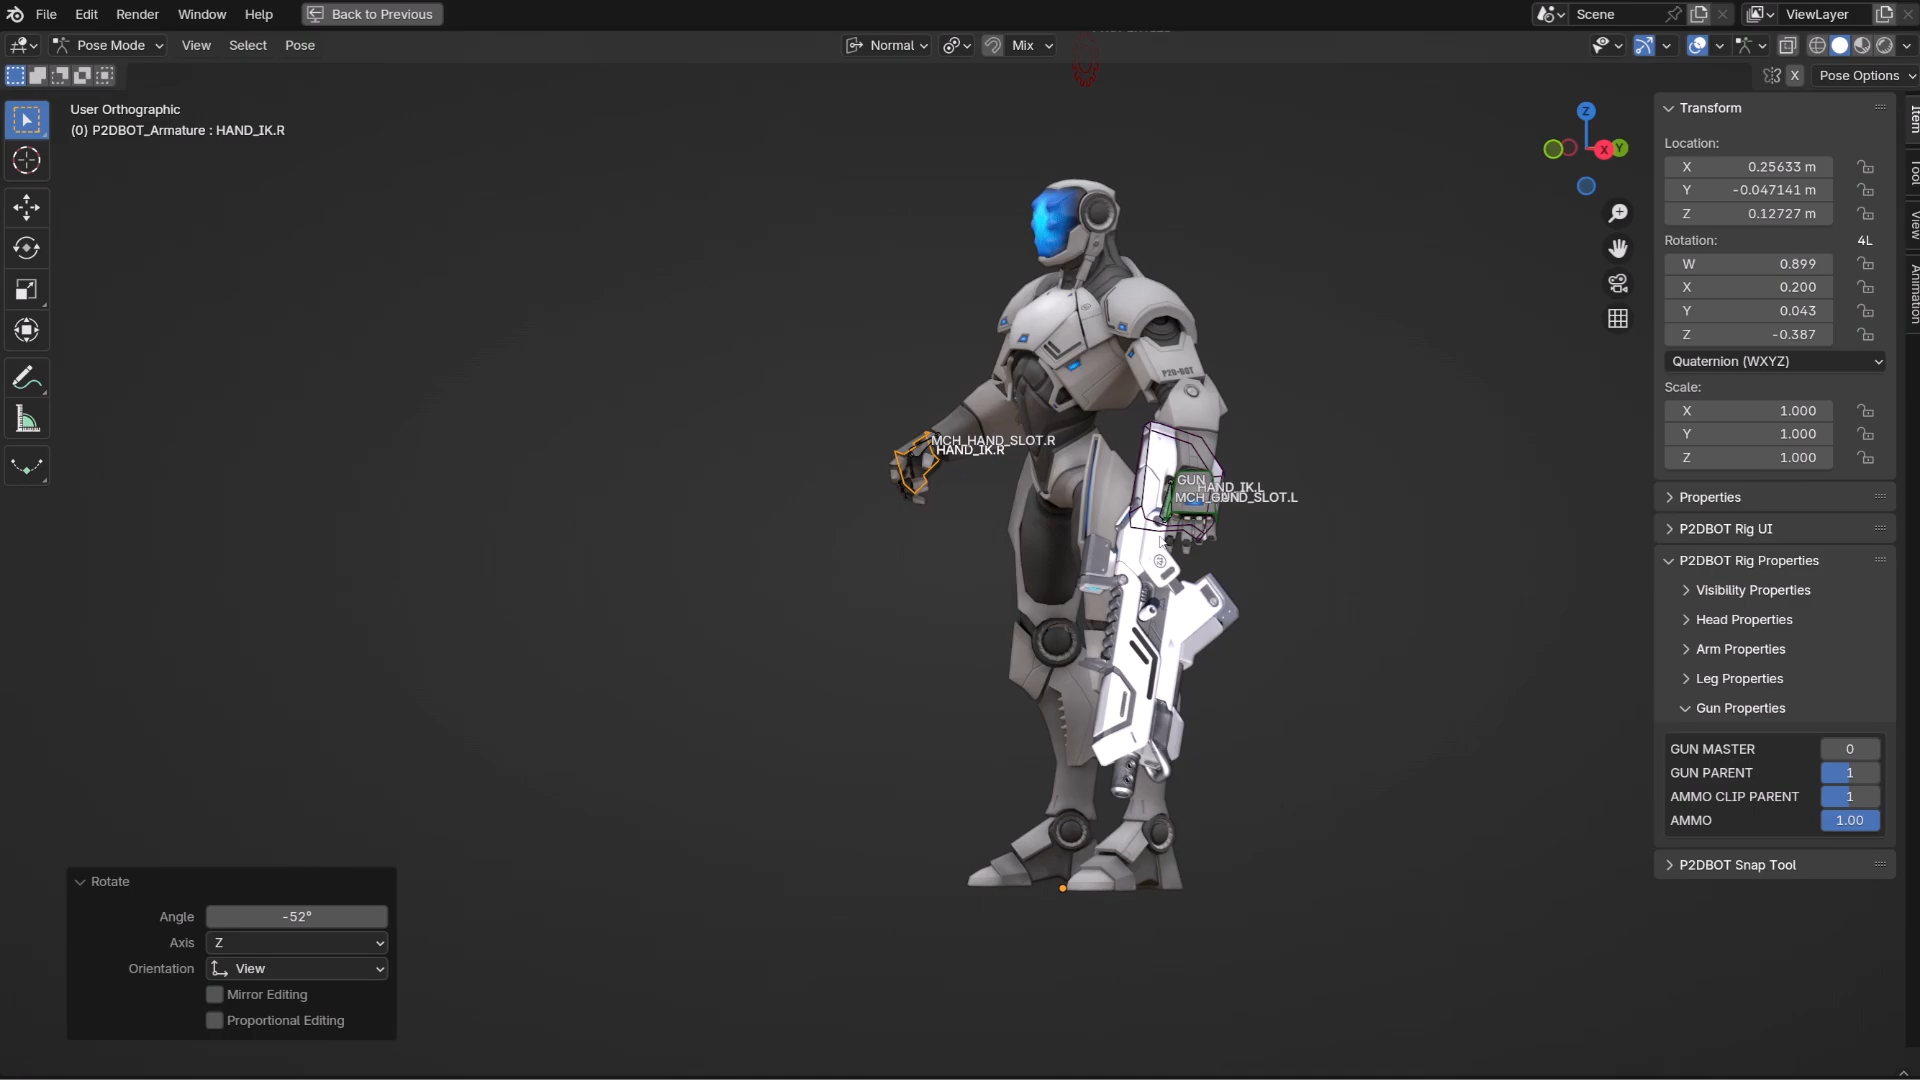 File Edit Render Window Help Back to Previous Scene ViewLayer
Pose Mode View Select Pose Normal Mix
X Pose Options
User Orthographic
(0) P2DBOT_Armature : HAND_IK.R
Z
X Y
P2D-BOT
MCH_HAND_SLOT.R
HAND_IK.R
GUN
HAND_IK.L
Transform
Location:
X 0.25633 m
Y -0.047141 m
Z 0.12727 m
Rotation: 4L
W 0.899
X 0.200
Y 0.043
Z -0.387
Quaternion (WXYZ)
Scale:
X 1.000
Y 1.000
Z 1.000
Properties
P2DBOT Rig UI
P2DBOT Rig Properties
Visibility Properties
Head Properties
Arm Properties
Leg Properties
Gun Properties
GUN MASTER 0
GUN PARENT 1
AMMO CLIP PARENT 1
AMMO 1.00
P2DBOT Snap Tool
Item
Tool
View
Animation
Rotate
Angle -52°
Axis Z
Orientation View
Mirror Editing
Proportional Editing